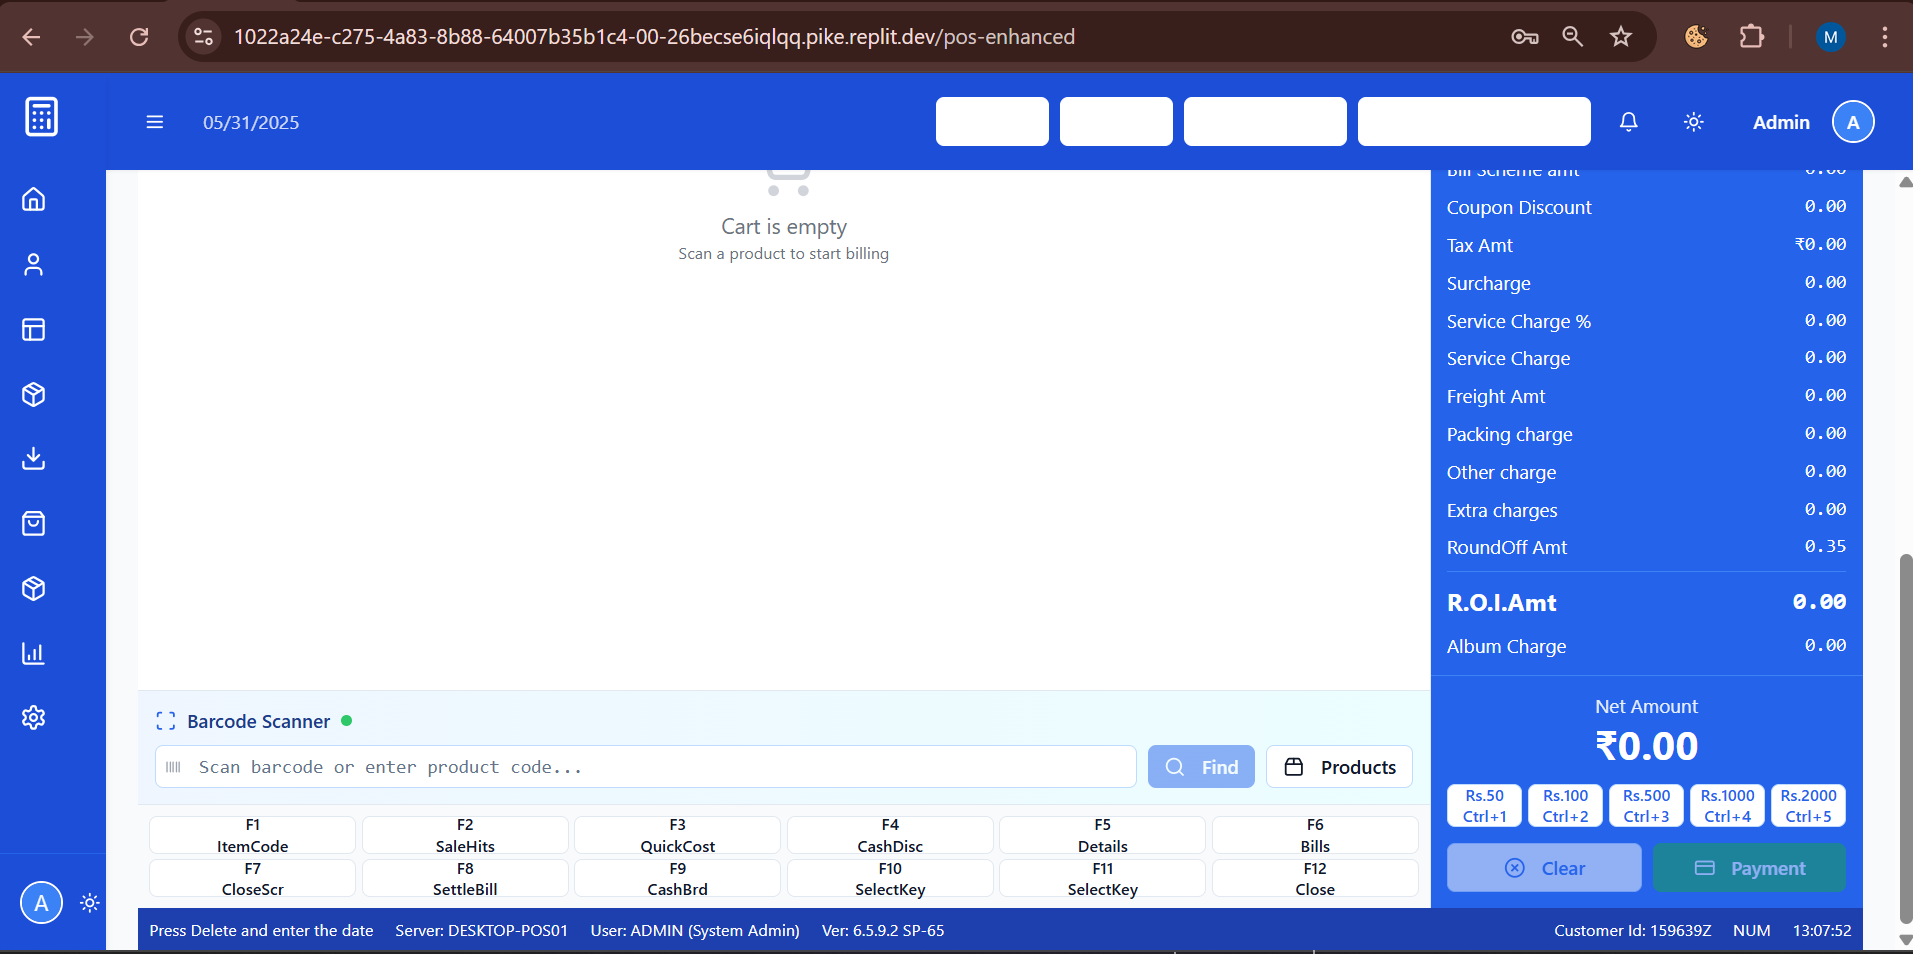 1022a24e-c275-4a83-8b88-64007b35b1c4-00-26becse6iqlqq.pike.replit.dev/pos-enhanced
M
05/31/2025
Admin
A
Cart is empty
Scan a product to start billing
Bill Scheme amt 0.00
Coupon Discount 0.00
Tax Amt ₹0.00
Surcharge 0.00
Service Charge % 0.00
Service Charge 0.00
Freight Amt 0.00
Packing charge 0.00
Other charge 0.00
Extra charges 0.00
RoundOff Amt 0.35
R.O.I.Amt 0.00
Album Charge 0.00
Barcode Scanner
Scan barcode or enter product code...
Find
Products
F1 ItemCode
F2 SaleHits
F3 QuickCost
F4 CashDisc
F5 Details
F6 Bills
F7 CloseScr
F8 SettleBill
F9 CashBrd
F10 SelectKey
F11 SelectKey
F12 Close
Net Amount
₹0.00
Rs.50 Ctrl+1
Rs.100 Ctrl+2
Rs.500 Ctrl+3
Rs.1000 Ctrl+4
Rs.2000 Ctrl+5
Clear
Payment
A
Press Delete and enter the date Server: DESKTOP-POS01 User: ADMIN (System Admin) Ver: 6.5.9.2 SP-65 Customer Id: 159639Z NUM 13:07:52